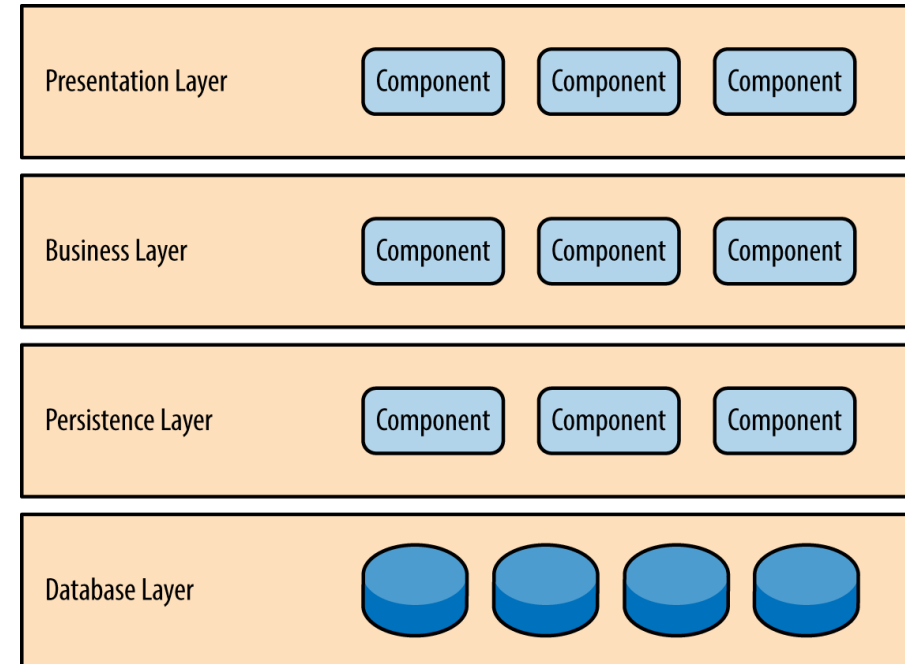 Presentation Layer
Component
Component
Component
Business Layer
Component
Component
Component
Persistence Layer
Component
Component
Component
Database Layer